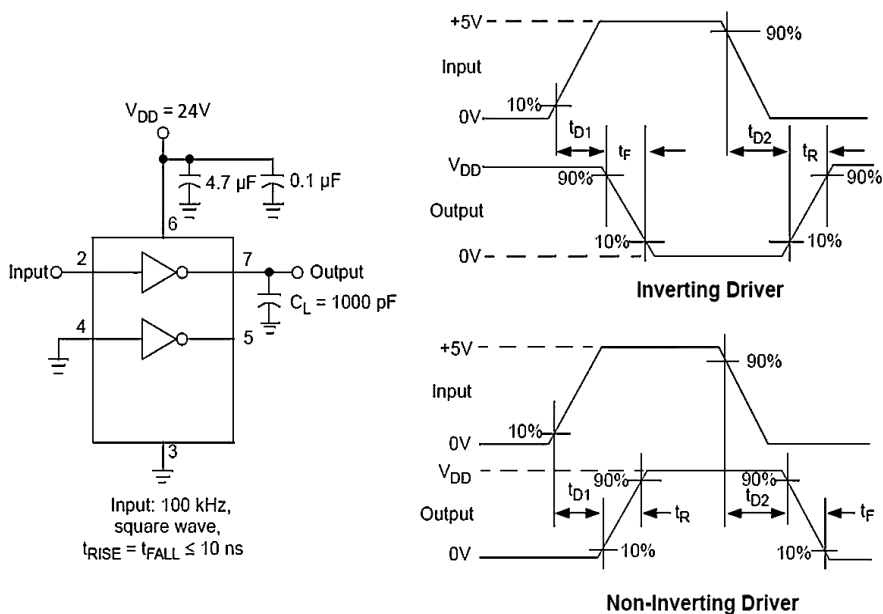 V_DD = 24V
4.7 µF
0.1 µF
6
Input
2
7
Output
C_L = 1000 pF
4
5
3
Input: 100 kHz,
square wave,
t_RISE = t_FALL ≤ 10 ns
+5V
90%
Input
10%
0V
t_D1
t_F
t_D2
t_R
V_DD
90%
90%
Output
10%
10%
0V
Inverting Driver
+5V
90%
Input
10%
0V
V_DD
90%
90%
t_D1
t_R
t_D2
t_F
Output
10%
10%
0V
Non-Inverting Driver